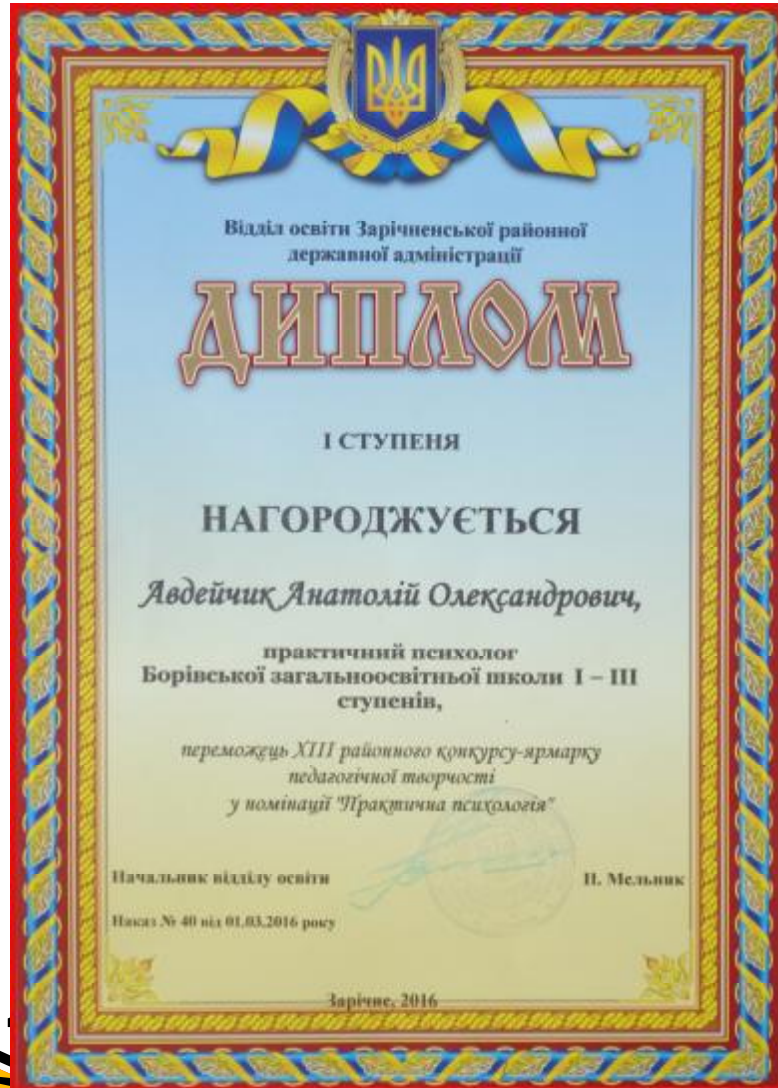 Відділ освіти Зарічненської районної
державної адміністрації
ДИПЛОМ
І СТУПЕНЯ
НАГОРОДЖУЄТЬСЯ
Авдейчик Анатолій Олександрович,
практичний психолог
Борівської загальноосвітньої школи І – ІІІ
ступенів,
переможець ХІІІ районного конкурсу-ярмарку
педагогічної творчості
у номінації "Практична психологія"
Начальник відділу освіти П. Мельник
Наказ № 40 від 01.03.2016 року
Зарічне, 2016